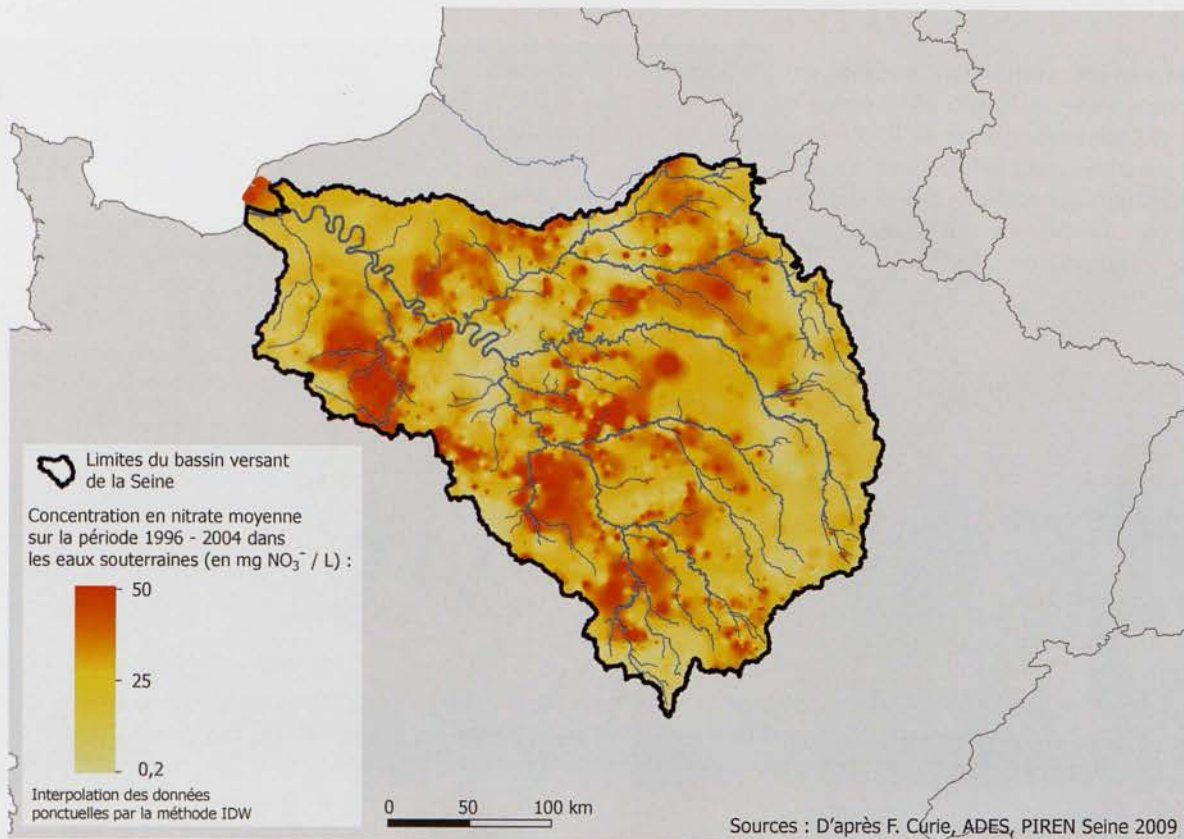 Limites du bassin versant
de la Seine
Concentration en nitrate moyenne
sur la période 1996 - 2004 dans
les eaux souterraines (en mg NO₃⁻ / L) :
50
25
0,2
Interpolation des données
ponctuelles par la méthode IDW
0 50 100 km
Sources : D'après F. Curie, ADES, PIREN Seine 2009